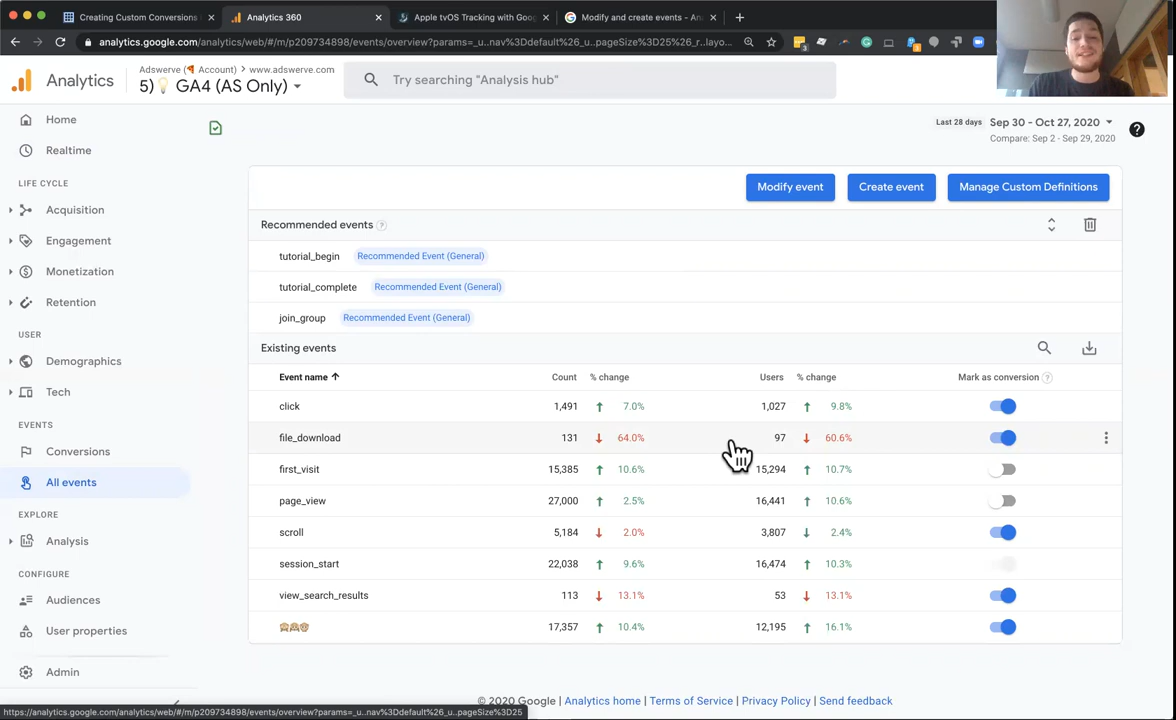 Creating Custom Conversions
Analytics 360
Apple tvOS Tracking with Goo
Modify and create events - An
analytics.google.com/analytics/web/#/m/p209734898/events/overview?params=_u..nav%3Ddefault%26_u..pageSize%3D25%26_r..layo...
Analytics
Adswerve (🍕 Account) > www.adswerve.com
5)💡 GA4 (AS Only)
Try searching "Analysis hub"
Home
Realtime
LIFE CYCLE
Acquisition
Engagement
Monetization
Retention
USER
Demographics
Tech
EVENTS
Conversions
All events
EXPLORE
Analysis
CONFIGURE
Audiences
User properties
Admin
Last 28 days Sep 30 - Oct 27, 2020
Compare: Sep 2 - Sep 29, 2020
Modify event Create event Manage Custom Definitions
Recommended events
tutorial_begin Recommended Event (General)
tutorial_complete Recommended Event (General)
join_group Recommended Event (General)
Existing events
Event name ↑ Count % change Users % change Mark as conversion
click 1,491 ↑ 7.0% 1,027 ↑ 9.8%
file_download 131 ↓ 64.0% 97 ↓ 60.6%
first_visit 15,385 ↑ 10.6% 15,294 ↑ 10.7%
page_view 27,000 ↑ 2.5% 16,441 ↑ 10.6%
scroll 5,184 ↓ 2.0% 3,807 ↓ 2.4%
session_start 22,038 ↑ 9.6% 16,474 ↑ 10.3%
view_search_results 113 ↓ 13.1% 53 ↓ 13.1%
🙈🙉🙊 17,357 ↑ 10.4% 12,195 ↑ 16.1%
© 2020 Google | Analytics home | Terms of Service | Privacy Policy | Send feedback
https://analytics.google.com/analytics/web/#/m/p209734898/events/overview?params=_u..nav%3Ddefault%26_u..pageSize%3D25